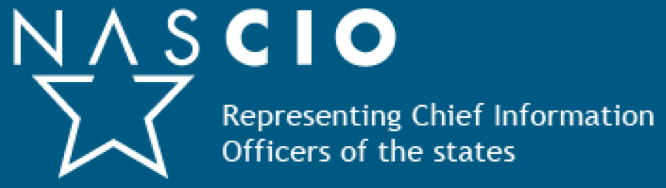 NASCIO
Representing Chief Information
Officers of the states